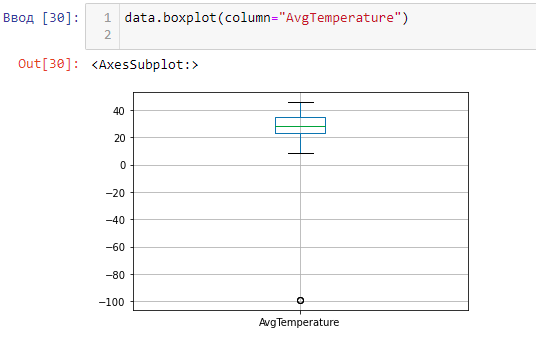 Ввод [30]:
1 data.boxplot(column="AvgTemperature")
2
Out[30]: <AxesSubplot:>
40
20
0
−20
−40
−60
−80
−100
AvgTemperature